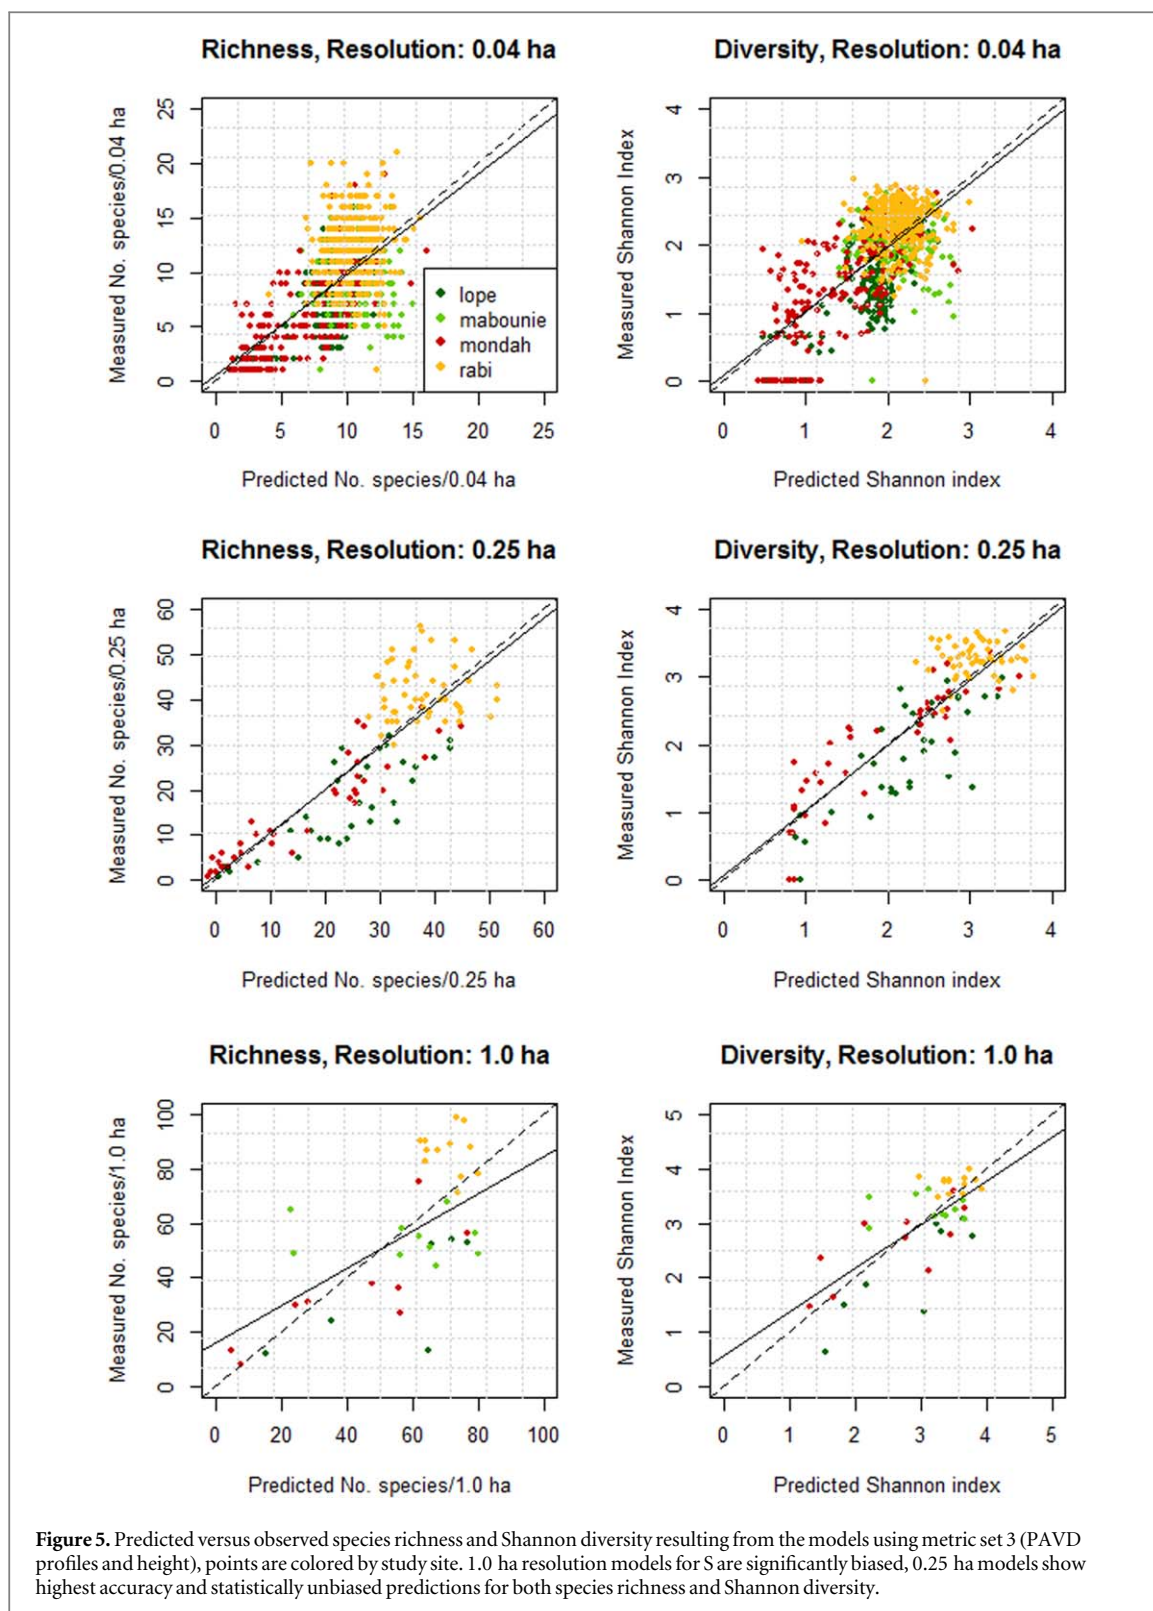 Richness, Resolution: 0.04 ha
Measured No. species/0.04 ha
0 5 10 15 20 25
0 5 10 15 20 25
Predicted No. species/0.04 ha
lope
mabounie
mondah
rabi
Diversity, Resolution: 0.04 ha
Measured Shannon Index
0 1 2 3 4
0 1 2 3 4
Predicted Shannon index
Richness, Resolution: 0.25 ha
Measured No. species/0.25 ha
0 10 20 30 40 50 60
0 10 20 30 40 50 60
Predicted No. species/0.25 ha
Diversity, Resolution: 0.25 ha
Measured Shannon Index
0 1 2 3 4
0 1 2 3 4
Predicted Shannon index
Richness, Resolution: 1.0 ha
Measured No. species/1.0 ha
0 20 40 60 80 100
0 20 40 60 80 100
Predicted No. species/1.0 ha
Diversity, Resolution: 1.0 ha
Measured Shannon Index
0 1 2 3 4 5
0 1 2 3 4 5
Predicted Shannon index
Figure 5. Predicted versus observed species richness and Shannon diversity resulting from the models using metric set 3 (PAVD
profiles and height), points are colored by study site. 1.0 ha resolution models for S are significantly biased, 0.25 ha models show
highest accuracy and statistically unbiased predictions for both species richness and Shannon diversity.